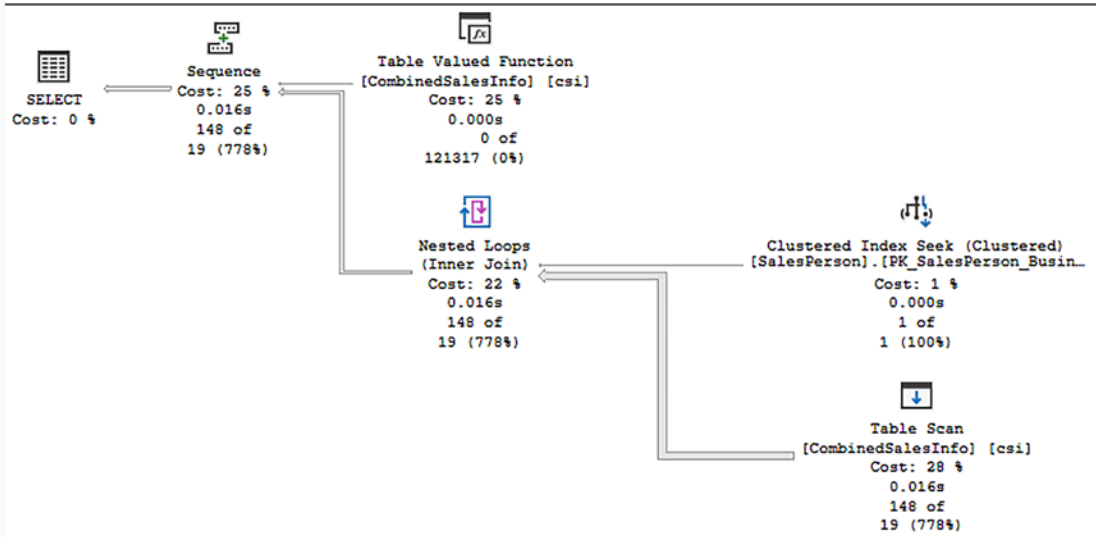 SELECT
Cost: 0 %
Sequence
Cost: 25 %
0.016s
148 of
19 (778%)
Table Valued Function
[CombinedSalesInfo] [csi]
Cost: 25 %
0.000s
0 of
121317 (0%)
Nested Loops
(Inner Join)
Cost: 22 %
0.016s
148 of
19 (778%)
Clustered Index Seek (Clustered)
[SalesPerson].[PK_SalesPerson_Busin…
Cost: 1 %
0.000s
1 of
1 (100%)
Table Scan
[CombinedSalesInfo] [csi]
Cost: 28 %
0.016s
148 of
19 (778%)